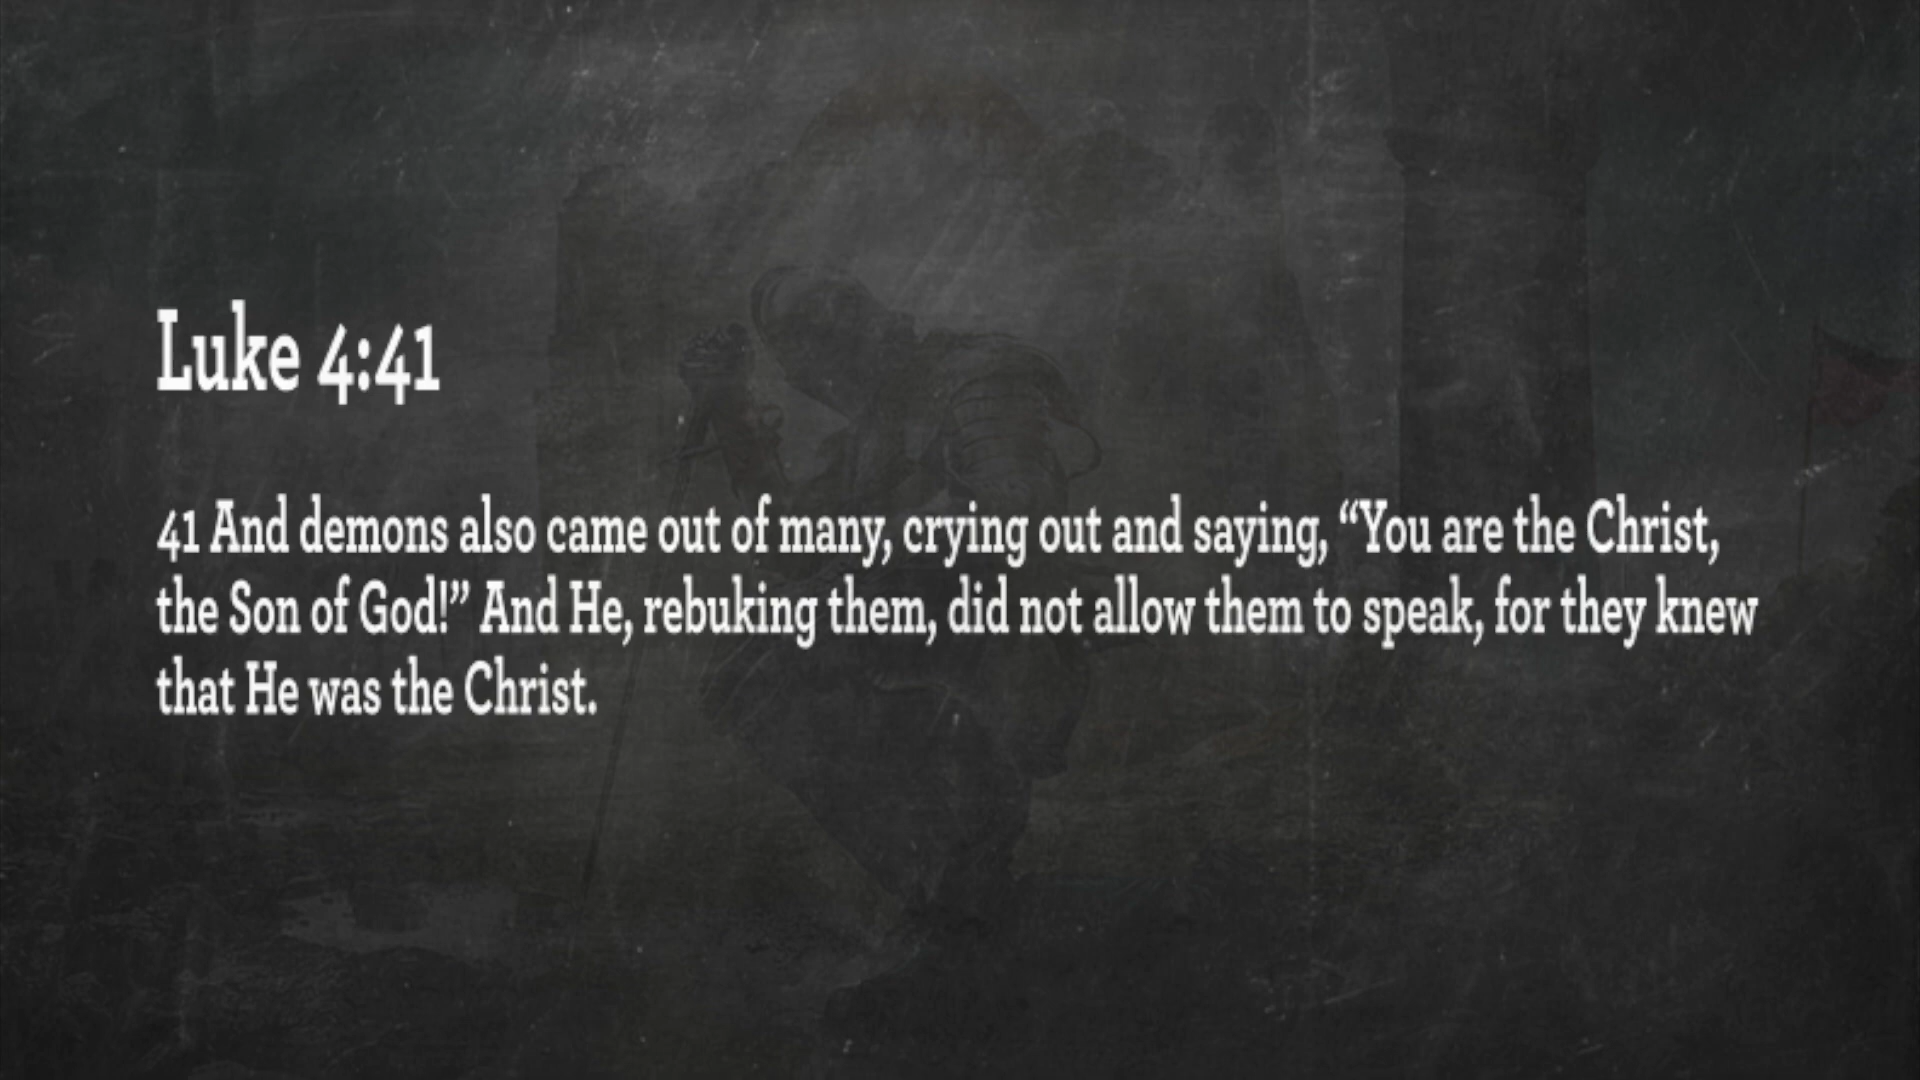 Luke 4:41
41 And demons also came out of many, crying out and saying, “You are the Christ,
the Son of God!” And He, rebuking them, did not allow them to speak, for they knew
that He was the Christ.